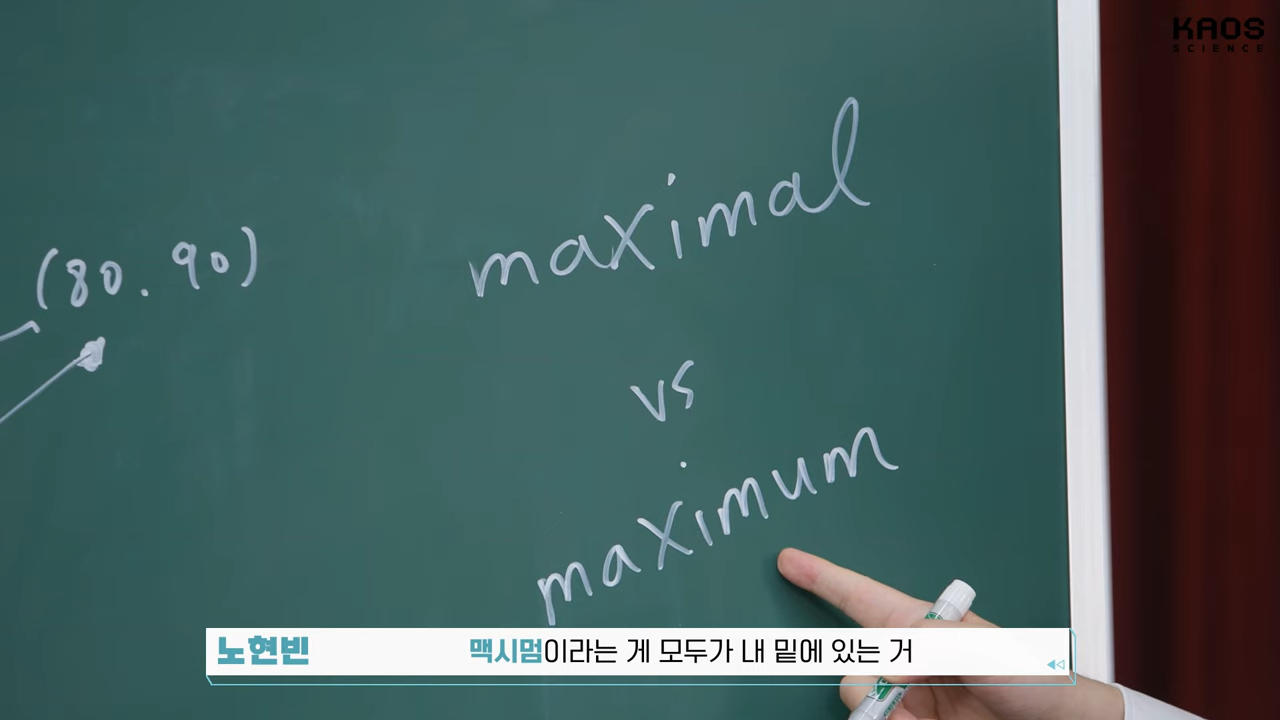 KAOS
SCIENCE
maximal
(80.90)
vs
maximum
노현빈
맥시멈이라는 게 모두가 내 밑에 있는 거